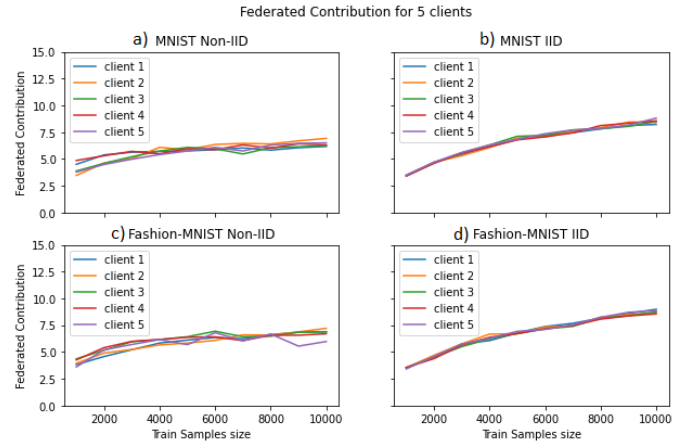 Federated Contribution for 5 clients
a) MNIST Non-IID
b) MNIST IID
Federated Contribution
15.0
12.5
10.0
7.5
5.0
2.5
0.0
client 1
client 2
client 3
client 4
client 5
client 1
client 2
client 3
client 4
client 5
c) Fashion-MNIST Non-IID
d) Fashion-MNIST IID
Federated Contribution
15.0
12.5
10.0
7.5
5.0
2.5
0.0
client 1
client 2
client 3
client 4
client 5
client 1
client 2
client 3
client 4
client 5
2000 4000 6000 8000 10000
2000 4000 6000 8000 10000
Train Samples size
Train Samples size